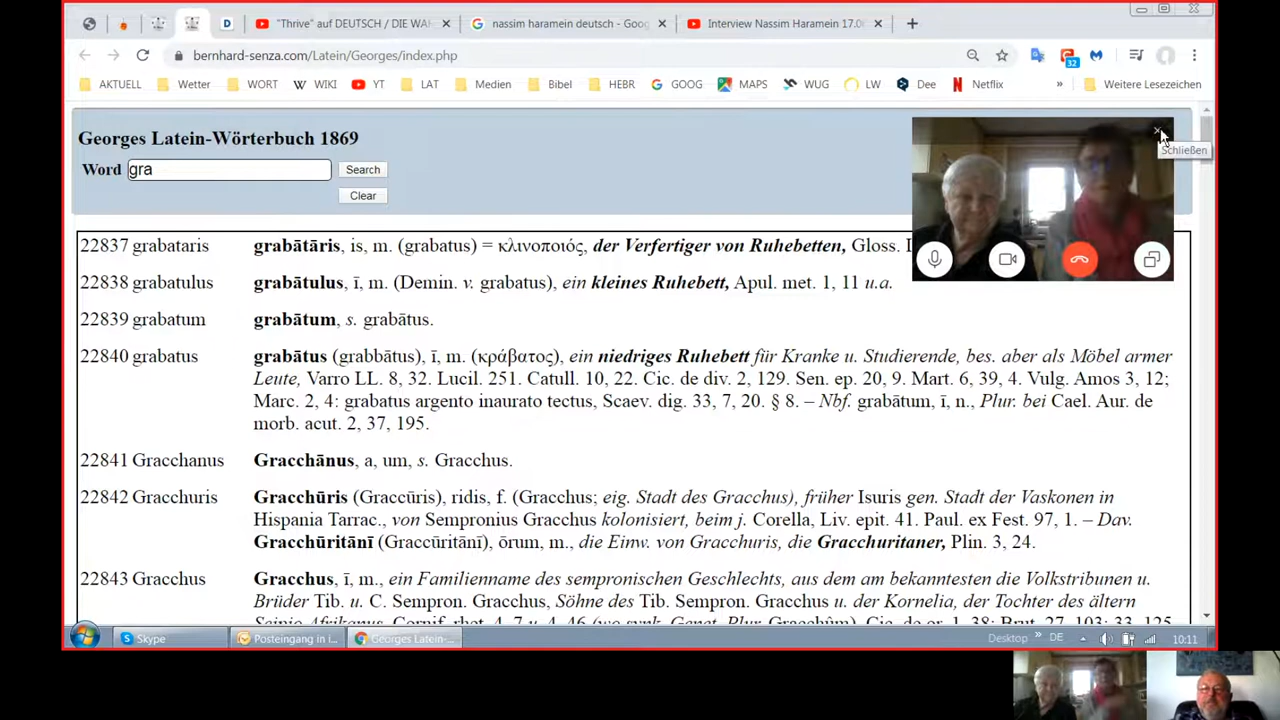 "Thrive" auf DEUTSCH / DIE WAH
nassim haramein deutsch - Goog
Interview Nassim Haramein 17.06
bernhard-senza.com/Latein/Georges/index.php
32
AKTUELL Wetter WORT WIKI YT LAT Medien Bibel HEBR GOOG MAPS WUG LW Dee Netflix » Weitere Lesezeichen
Georges Latein-Wörterbuch 1869
Word gra Search
Clear
Schließen
22837 grabataris grabātāris, is, m. (grabatus) = κλινοποιός, der Verfertiger von Ruhebetten, Gloss.
22838 grabatulus grabātulus, ī, m. (Demin. v. grabatus), ein kleines Ruhebett, Apul. met. 1, 11 u.a.
22839 grabatum grabātum, s. grabātus.
22840 grabatus grabātus (grabbātus), ī, m. (κράβατος), ein niedriges Ruhebett für Kranke u. Studierende, bes. aber als Möbel armer
Leute, Varro LL. 8, 32. Lucil. 251. Catull. 10, 22. Cic. de div. 2, 129. Sen. ep. 20, 9. Mart. 6, 39, 4. Vulg. Amos 3, 12;
Marc. 2, 4: grabatus argento inaurato tectus, Scaev. dig. 33, 7, 20. § 8. – Nbf. grabātum, ī, n., Plur. bei Cael. Aur. de
morb. acut. 2, 37, 195.
22841 Gracchanus Gracchānus, a, um, s. Gracchus.
22842 Gracchuris Gracchūris (Graccūris), ridis, f. (Gracchus; eig. Stadt des Gracchus), früher Isuris gen. Stadt der Vaskonen in
Hispania Tarrac., von Sempronius Gracchus kolonisiert, beim j. Corella, Liv. epit. 41. Paul. ex Fest. 97, 1. – Dav.
Gracchūritānī (Graccūritānī), ōrum, m., die Einw. von Gracchuris, die Gracchuritaner, Plin. 3, 24.
22843 Gracchus Gracchus, ī, m., ein Familienname des sempronischen Geschlechts, aus dem am bekanntesten die Volkstribunen u.
Brüder Tib. u. C. Sempron. Gracchus, Söhne des Tib. Sempron. Gracchus u. der Kornelia, der Tochter des ältern
Skype
Posteingang in i...
Georges Latein-...
Desktop » DE 10:11